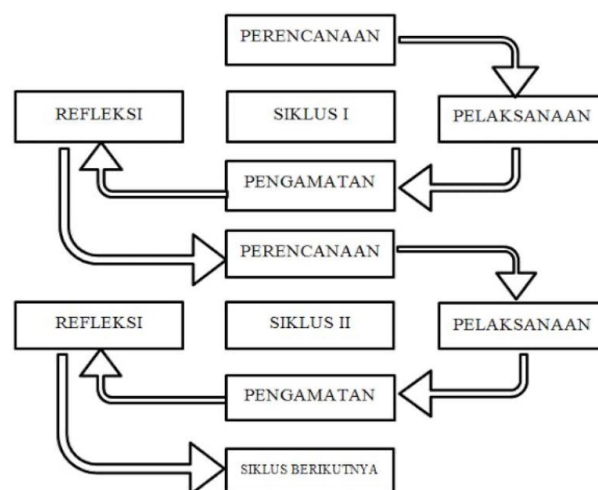 PERENCANAAN
REFLEKSI
SIKLUS I
PELAKSANAAN
PENGAMATAN
PERENCANAAN
REFLEKSI
SIKLUS II
PELAKSANAAN
PENGAMATAN
SIKLUS BERIKUTNYA